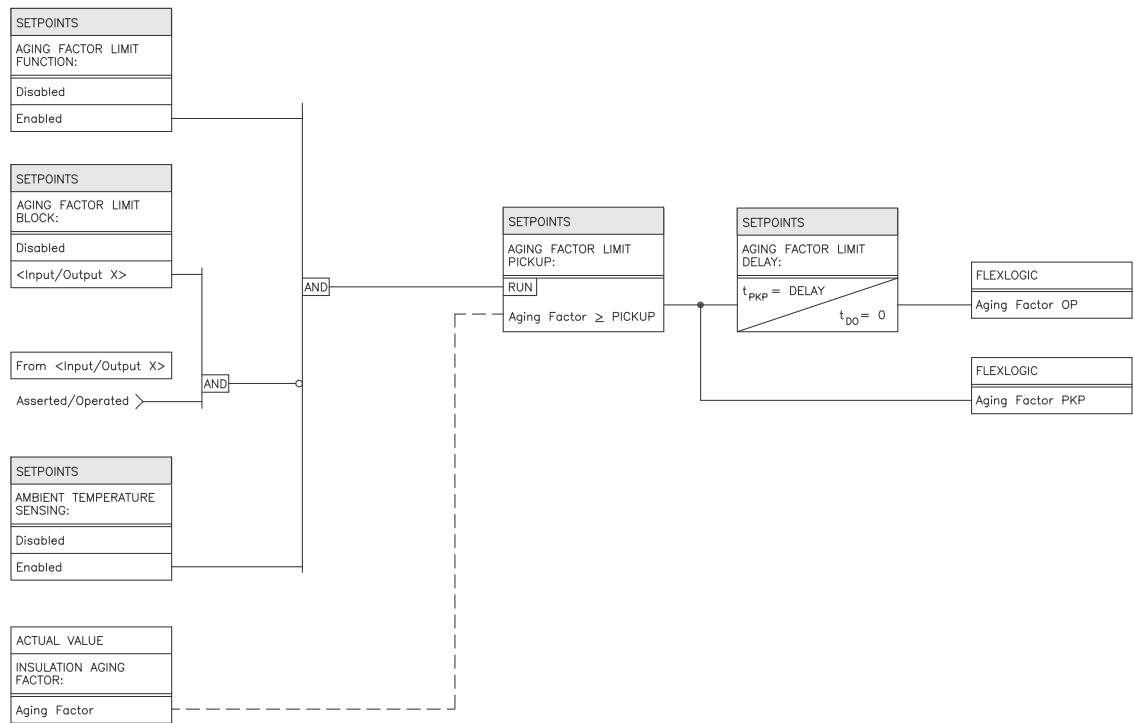 SETPOINTS
AGING FACTOR LIMIT
FUNCTION:
Disabled
Enabled
SETPOINTS
AGING FACTOR LIMIT
BLOCK:
Disabled
<Input/Output X>
From <Input/Output X>
Asserted/Operated
AND
SETPOINTS
AMBIENT TEMPERATURE
SENSING:
Disabled
Enabled
ACTUAL VALUE
INSULATION AGING
FACTOR:
Aging Factor
AND
SETPOINTS
AGING FACTOR LIMIT
PICKUP:
RUN
Aging Factor ≥ PICKUP
SETPOINTS
AGING FACTOR LIMIT
DELAY:
tPKP = DELAY
tDO = 0
FLEXLOGIC
Aging Factor OP
FLEXLOGIC
Aging Factor PKP